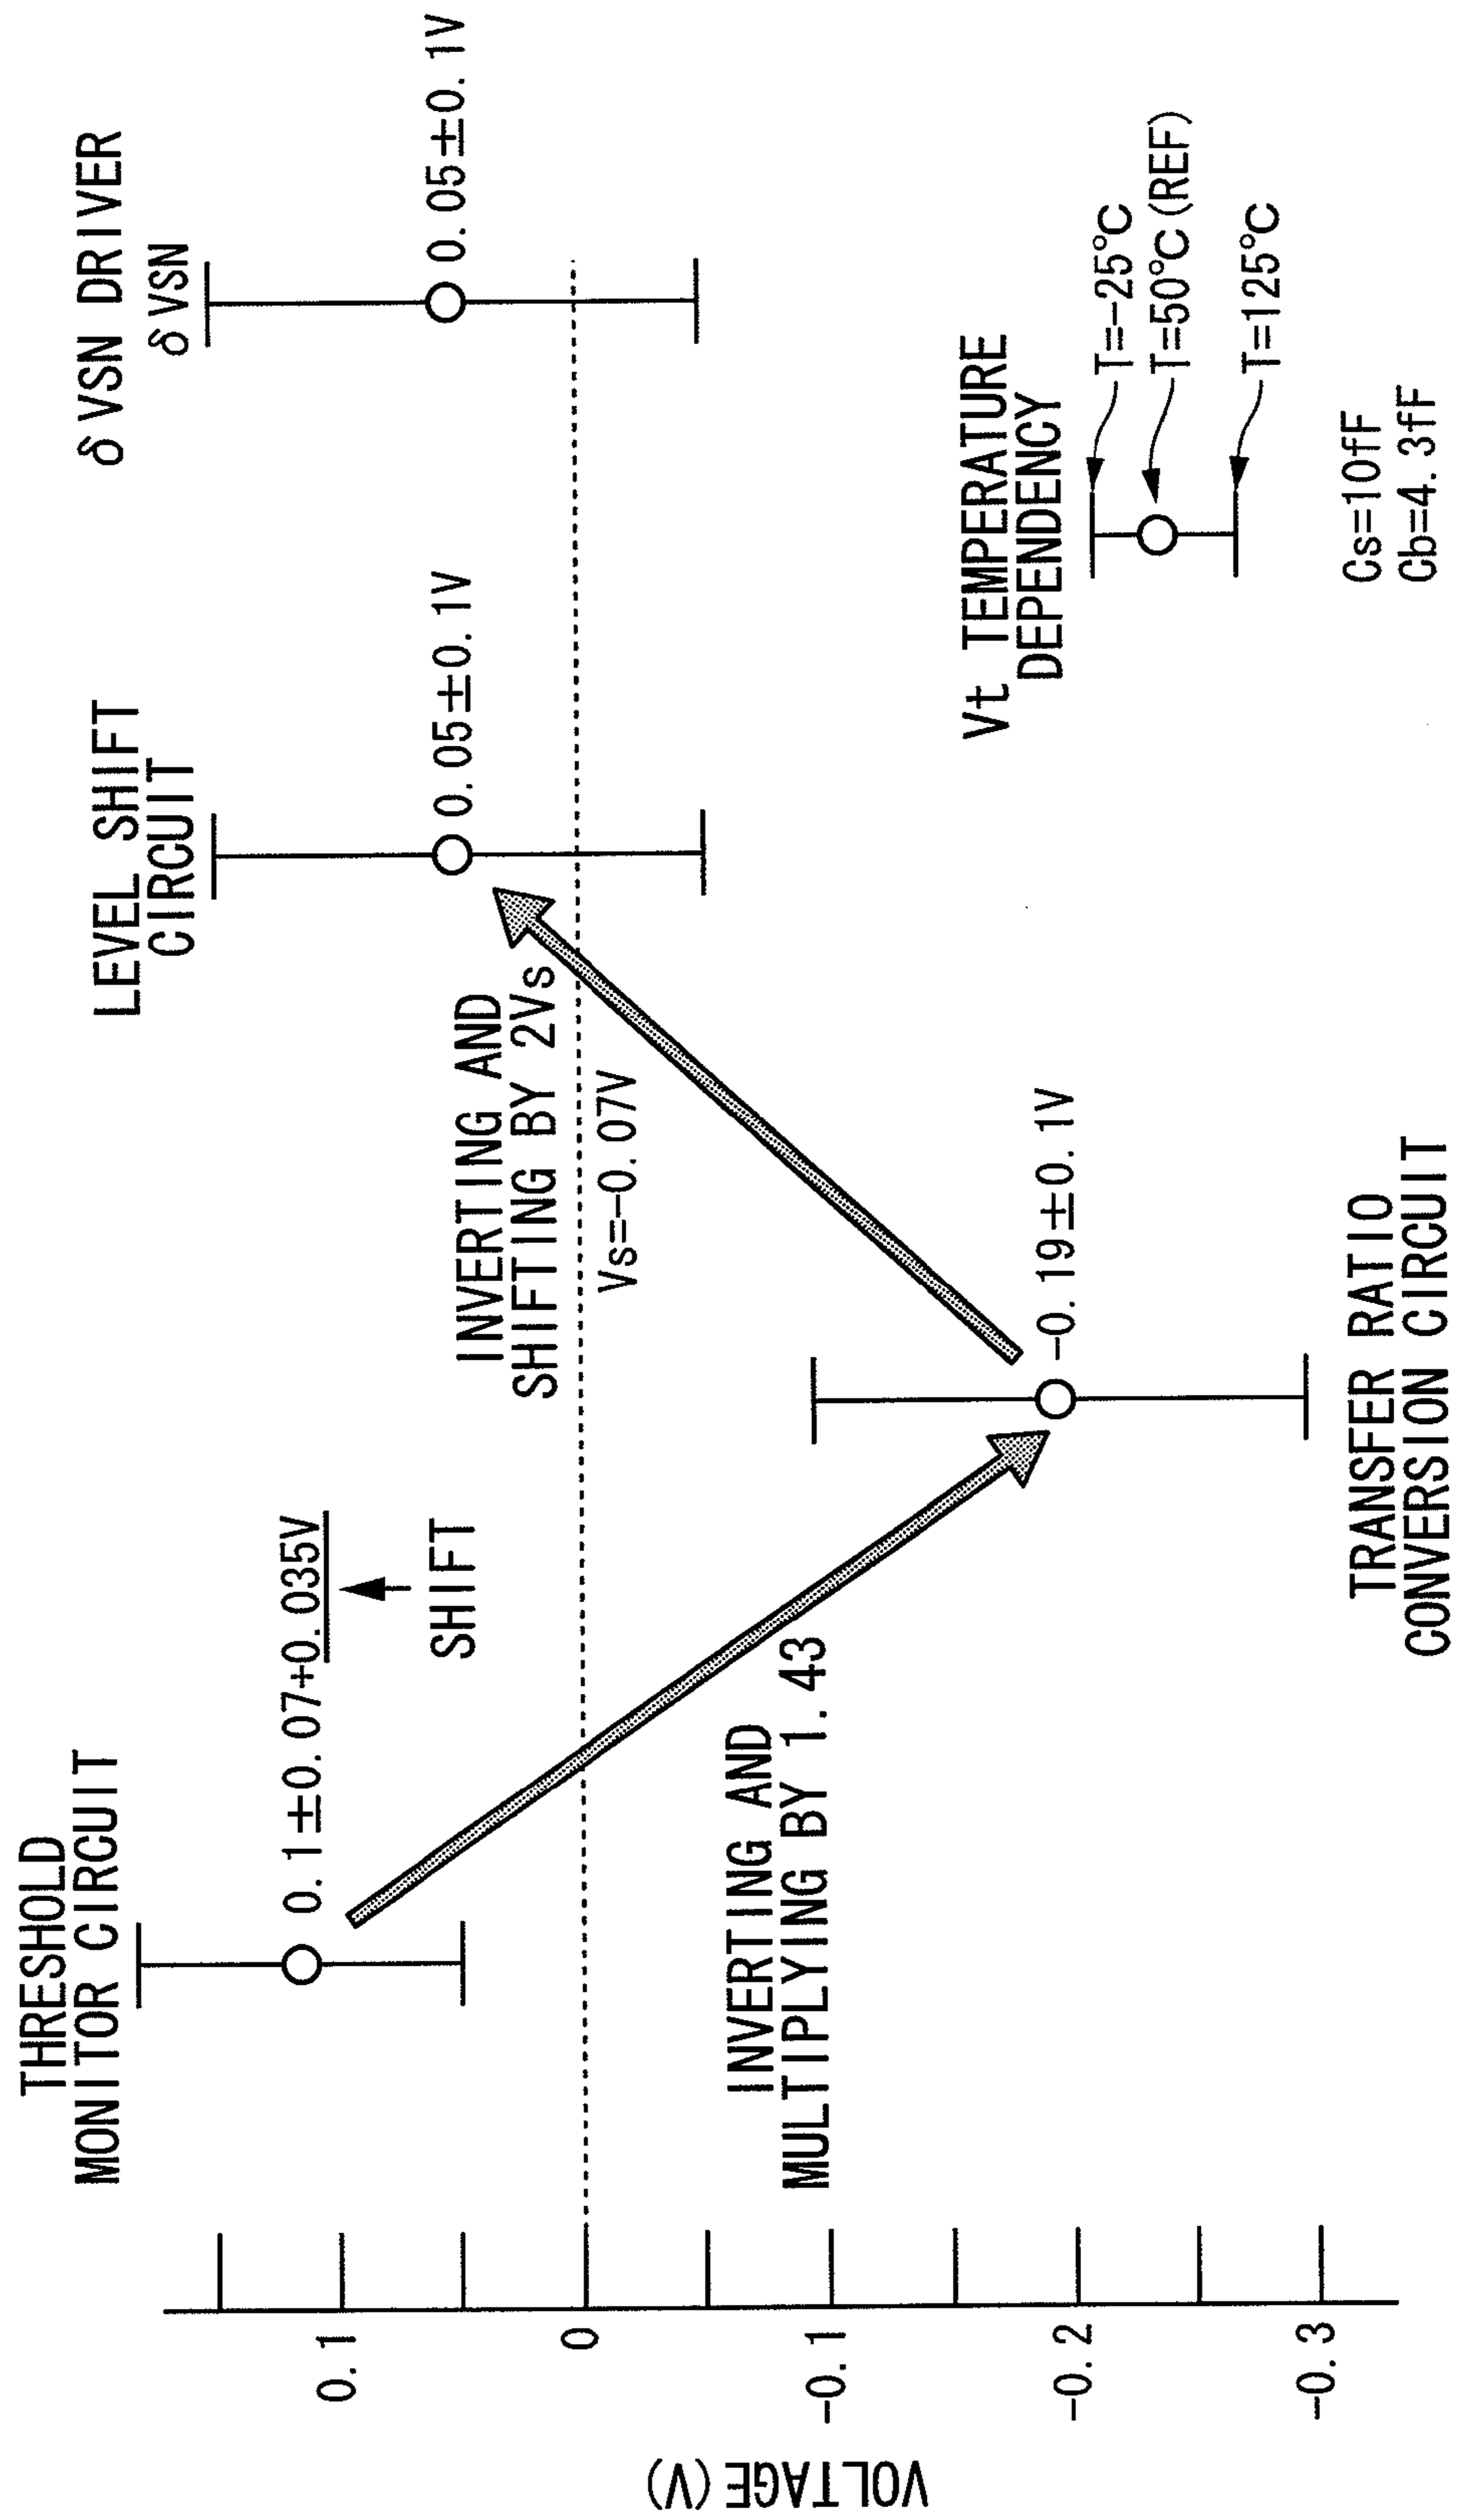 VOLTAGE(V)
0.1
0
-0.1
-0.2
-0.3
THRESHOLD
MONITOR CIRCUIT
0.1±0.07+0.035V
SHIFT
INVERTING AND
MULTIPLYING BY 1.43
TRANSFER RATIO
CONVERSION CIRCUIT
-0.19±0.1V
INVERTING AND
SHIFTING BY 2Vs
Vs=-0.07V
LEVEL SHIFT
CIRCUIT
0.05±0.1V
δ VSN DRIVER
δ VSN
0.05±0.1V
Vt TEMPERATURE
DEPENDENCY
T=-25°C
T=50°C(REF)
T=125°C
Cs=10fF
Cb=4.3fF